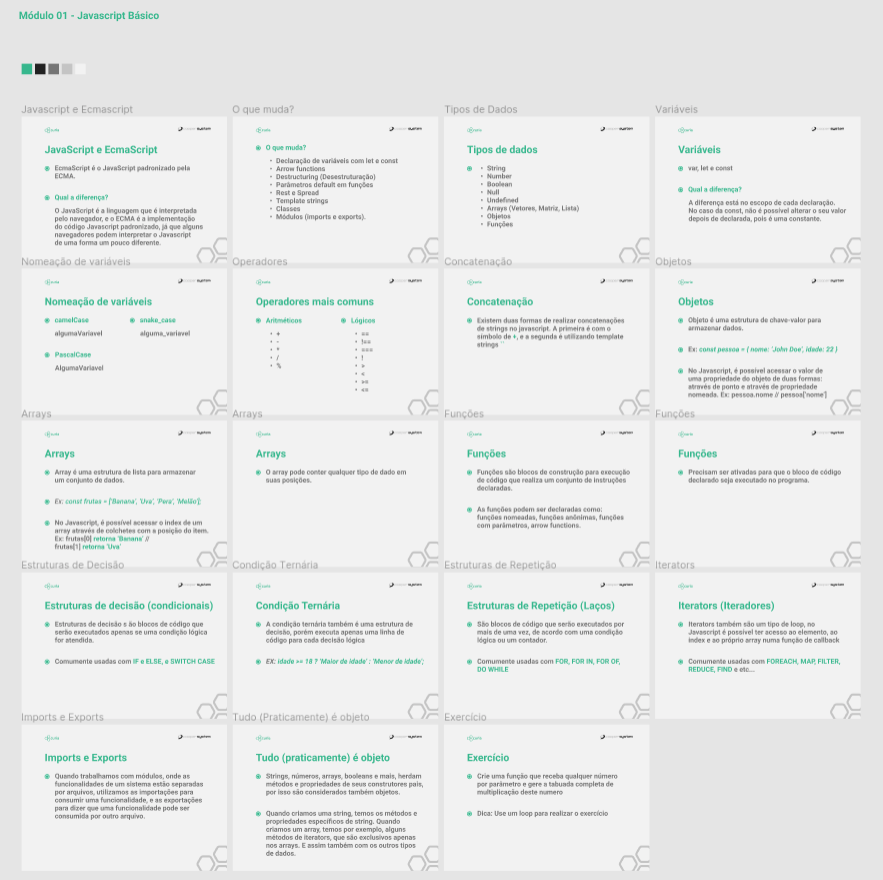 Módulo 01 - Javascript Básico
Javascript e Ecmascript
JavaScript e EcmaScript
EcmaScript é o JavaScript padronizado pela
ECMA.
Qual a diferença?
O JavaScript é a linguagem que é interpretada
pelo navegador, e o ECMA é a implementação
do código Javascript padronizado, já que alguns
navegadores podem interpretar o Javascript
de uma forma um pouco diferente.
O que muda?
O que muda?
Declaração de variáveis com let e const
Arrow functions
Destructuring (Desestruturação)
Parâmetros default em funções
Rest e Spread
Template strings
Classes
Módulos (imports e exports).
Tipos de Dados
Tipos de dados
String
Number
Boolean
Null
Undefined
Arrays (Vetores, Matriz, Lista)
Objetos
Funções
Variáveis
Variáveis
var, let e const
Qual a diferença?
A diferença está no escopo de cada declaração.
No caso da const, não é possível alterar o seu valor
depois de declarada, pois é uma constante.
Nomeação de variáveis
Nomeação de variáveis
camelCase
algumaVariavel
snake_case
alguma_variavel
PascalCase
AlgumaVariavel
Operadores
Operadores mais comuns
Aritméticos
+
-
*
/
%
Lógicos
==
!==
===
!
>
<
>=
<=
Concatenação
Concatenação
Existem duas formas de realizar concatenações
de strings no javascript. A primeira é com o
símbolo de +, e a segunda é utilizando template
strings ``
Objetos
Objetos
Objeto é uma estrutura de chave-valor para
armazenar dados.
Ex: const pessoa = { nome: 'John Doe', idade: 22 }
No Javascript, é possível acessar o valor de
uma propriedade do objeto de duas formas:
através de ponto e através de propriedade
nomeada. Ex: pessoa.nome // pessoa['nome']
Arrays
Arrays
Array é uma estrutura de lista para armazenar
um conjunto de dados.
Ex: const frutas = ['Banana', 'Uva', 'Pera', 'Melão'];
No Javascript, é possível acessar o index de um
array através de colchetes com a posição do item.
Ex: frutas[0] retorna 'Banana' //
frutas[1] retorna 'Uva'
Arrays
Arrays
O array pode conter qualquer tipo de dado em
suas posições.
Funções
Funções
Funções são blocos de construção para execução
de código que realiza um conjunto de instruções
declaradas.
As funções podem ser declaradas como:
funções nomeadas, funções anônimas, funções
com parâmetros, arrow functions.
Funções
Funções
Precisam ser ativadas para que o bloco de código
declarado seja executado no programa.
Estruturas de Decisão
Estruturas de decisão (condicionais)
Estruturas de decisão s ão blocos de código que
serão executados apenas se uma condição lógica
for atendida.
Comumente usadas com IF e ELSE, e SWITCH CASE
Condição Ternária
Condição Ternária
A condição ternária também é uma estrutura de
decisão, porém executa apenas uma linha de
código para cada decisão lógica
EX: idade >= 18 ? 'Maior de idade' : 'Menor de idade';
Estruturas de Repetição
Estruturas de Repetição (Laços)
São blocos de código que serão executados por
mais de uma vez, de acordo com uma condição
lógica ou um contador.
Comumente usadas com FOR, FOR IN, FOR OF,
DO WHILE
Iterators
Iterators (Iteradores)
Iterators também são um tipo de loop, no
Javascript é possível ter acesso ao elemento, ao
index e ao próprio array numa função de callback
Comumente usadas com FOREACH, MAP, FILTER,
REDUCE, FIND e etc...
Imports e Exports
Imports e Exports
Quando trabalhamos com módulos, onde as
funcionalidades de um sistema estão separadas
por arquivos, utilizamos as importações para
consumir uma funcionalidade, e as exportações
para dizer que uma funcionalidade pode ser
consumida por outro arquivo.
Tudo (Praticamente) é objeto
Tudo (praticamente) é objeto
Strings, números, arrays, booleans e mais, herdam
métodos e propriedades de seus construtores pais,
por isso são considerados também objetos.
Quando criamos uma string, temos os métodos e
propriedades específicos de string. Quando
criamos um array, temos por exemplo, alguns
métodos de iterators, que são exclusivos apenas
nos arrays. E assim também com os outros tipos
de dados.
Exercício
Exercício
Crie uma função que receba qualquer número
por parâmetro e gere a tabuada completa de
multiplicação deste numero
Dica: Use um loop para realizar o exercício